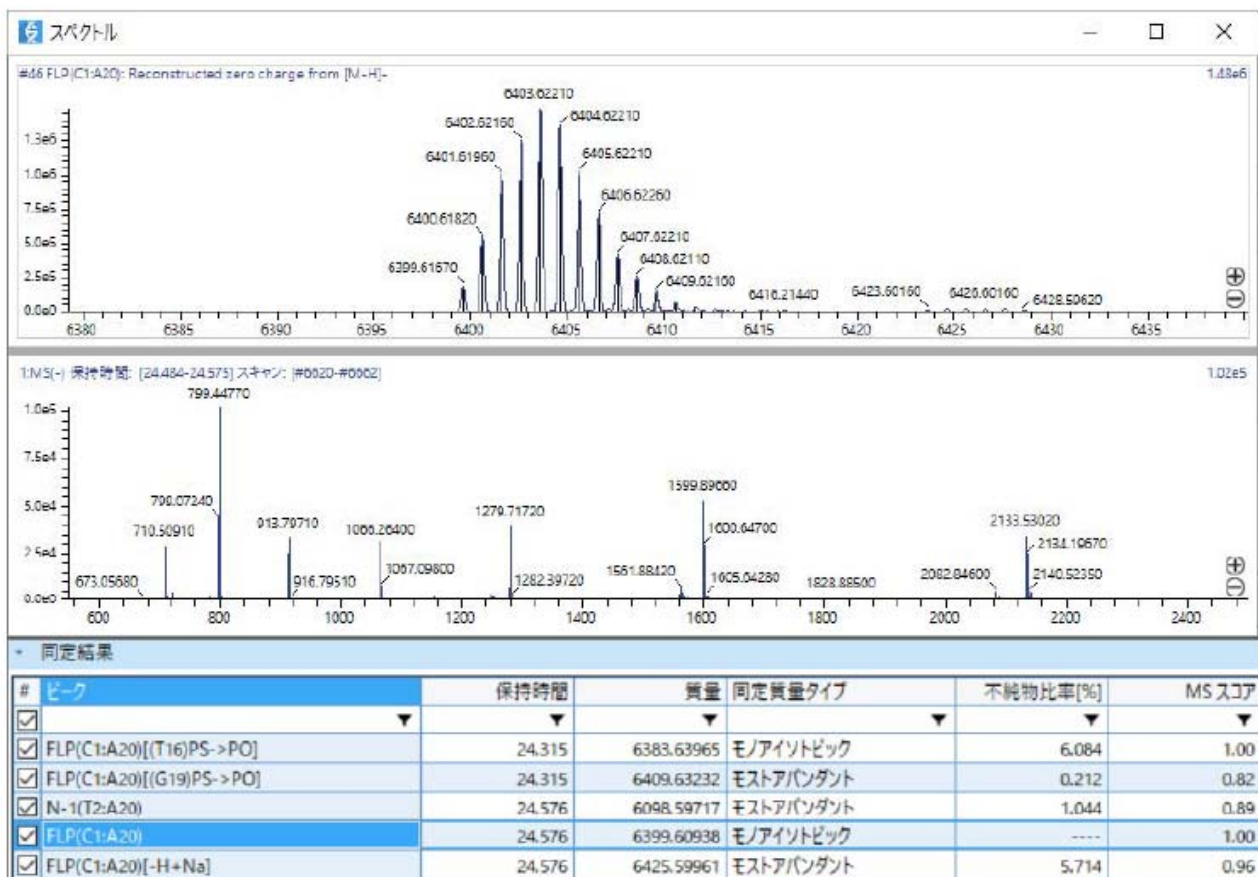 スペクトル
#46 FLP(C1:A20): Reconstructed zero charge from [M-H]-
1.48e6
6403.62210
6402.62160
6404.62210
6401.61960
6405.62210
6406.62260
6400.61820
6407.62210
6408.62110
6399.61670
6409.62160
6416.21440
6423.60160
6426.60160
6428.59620
1.3e6
1.0e6
7.5e5
5.0e5
2.5e5
0.0e0
6380 6385 6390 6395 6400 6405 6410 6415 6420 6425 6430 6435
1:MS(-) 保持時間: [24.484-24.575] スキャン: [#6620-#6662]
1.02e5
799.44770
798.07240
710.50910
913.79710
1066.26400
1279.71720
1599.89660
1600.64700
2133.53020
2134.19670
673.05680
916.79510
1067.09800
1282.39720
1561.88420
1605.64280
1828.88500
2082.84600
2140.52350
1.0e5
7.5e4
5.0e4
2.5e4
0.0e0
600 800 1000 1200 1400 1600 1800 2000 2200 2400
同定結果
# ピーク 保持時間 質量 同定質量タイプ 不純物比率[%] MSスコア
FLP(C1:A20)[(T16)PS->PO] 24.315 6383.63965 モノアイソトピック 6.084 1.00
FLP(C1:A20)[(G19)PS->PO] 24.315 6409.63232 モストアバンダント 0.212 0.82
N-1(T2:A20) 24.576 6098.59717 モストアバンダント 1.044 0.89
FLP(C1:A20) 24.576 6399.60938 モノアイソトピック ---- 1.00
FLP(C1:A20)[-H+Na] 24.576 6425.59961 モストアバンダント 5.714 0.96